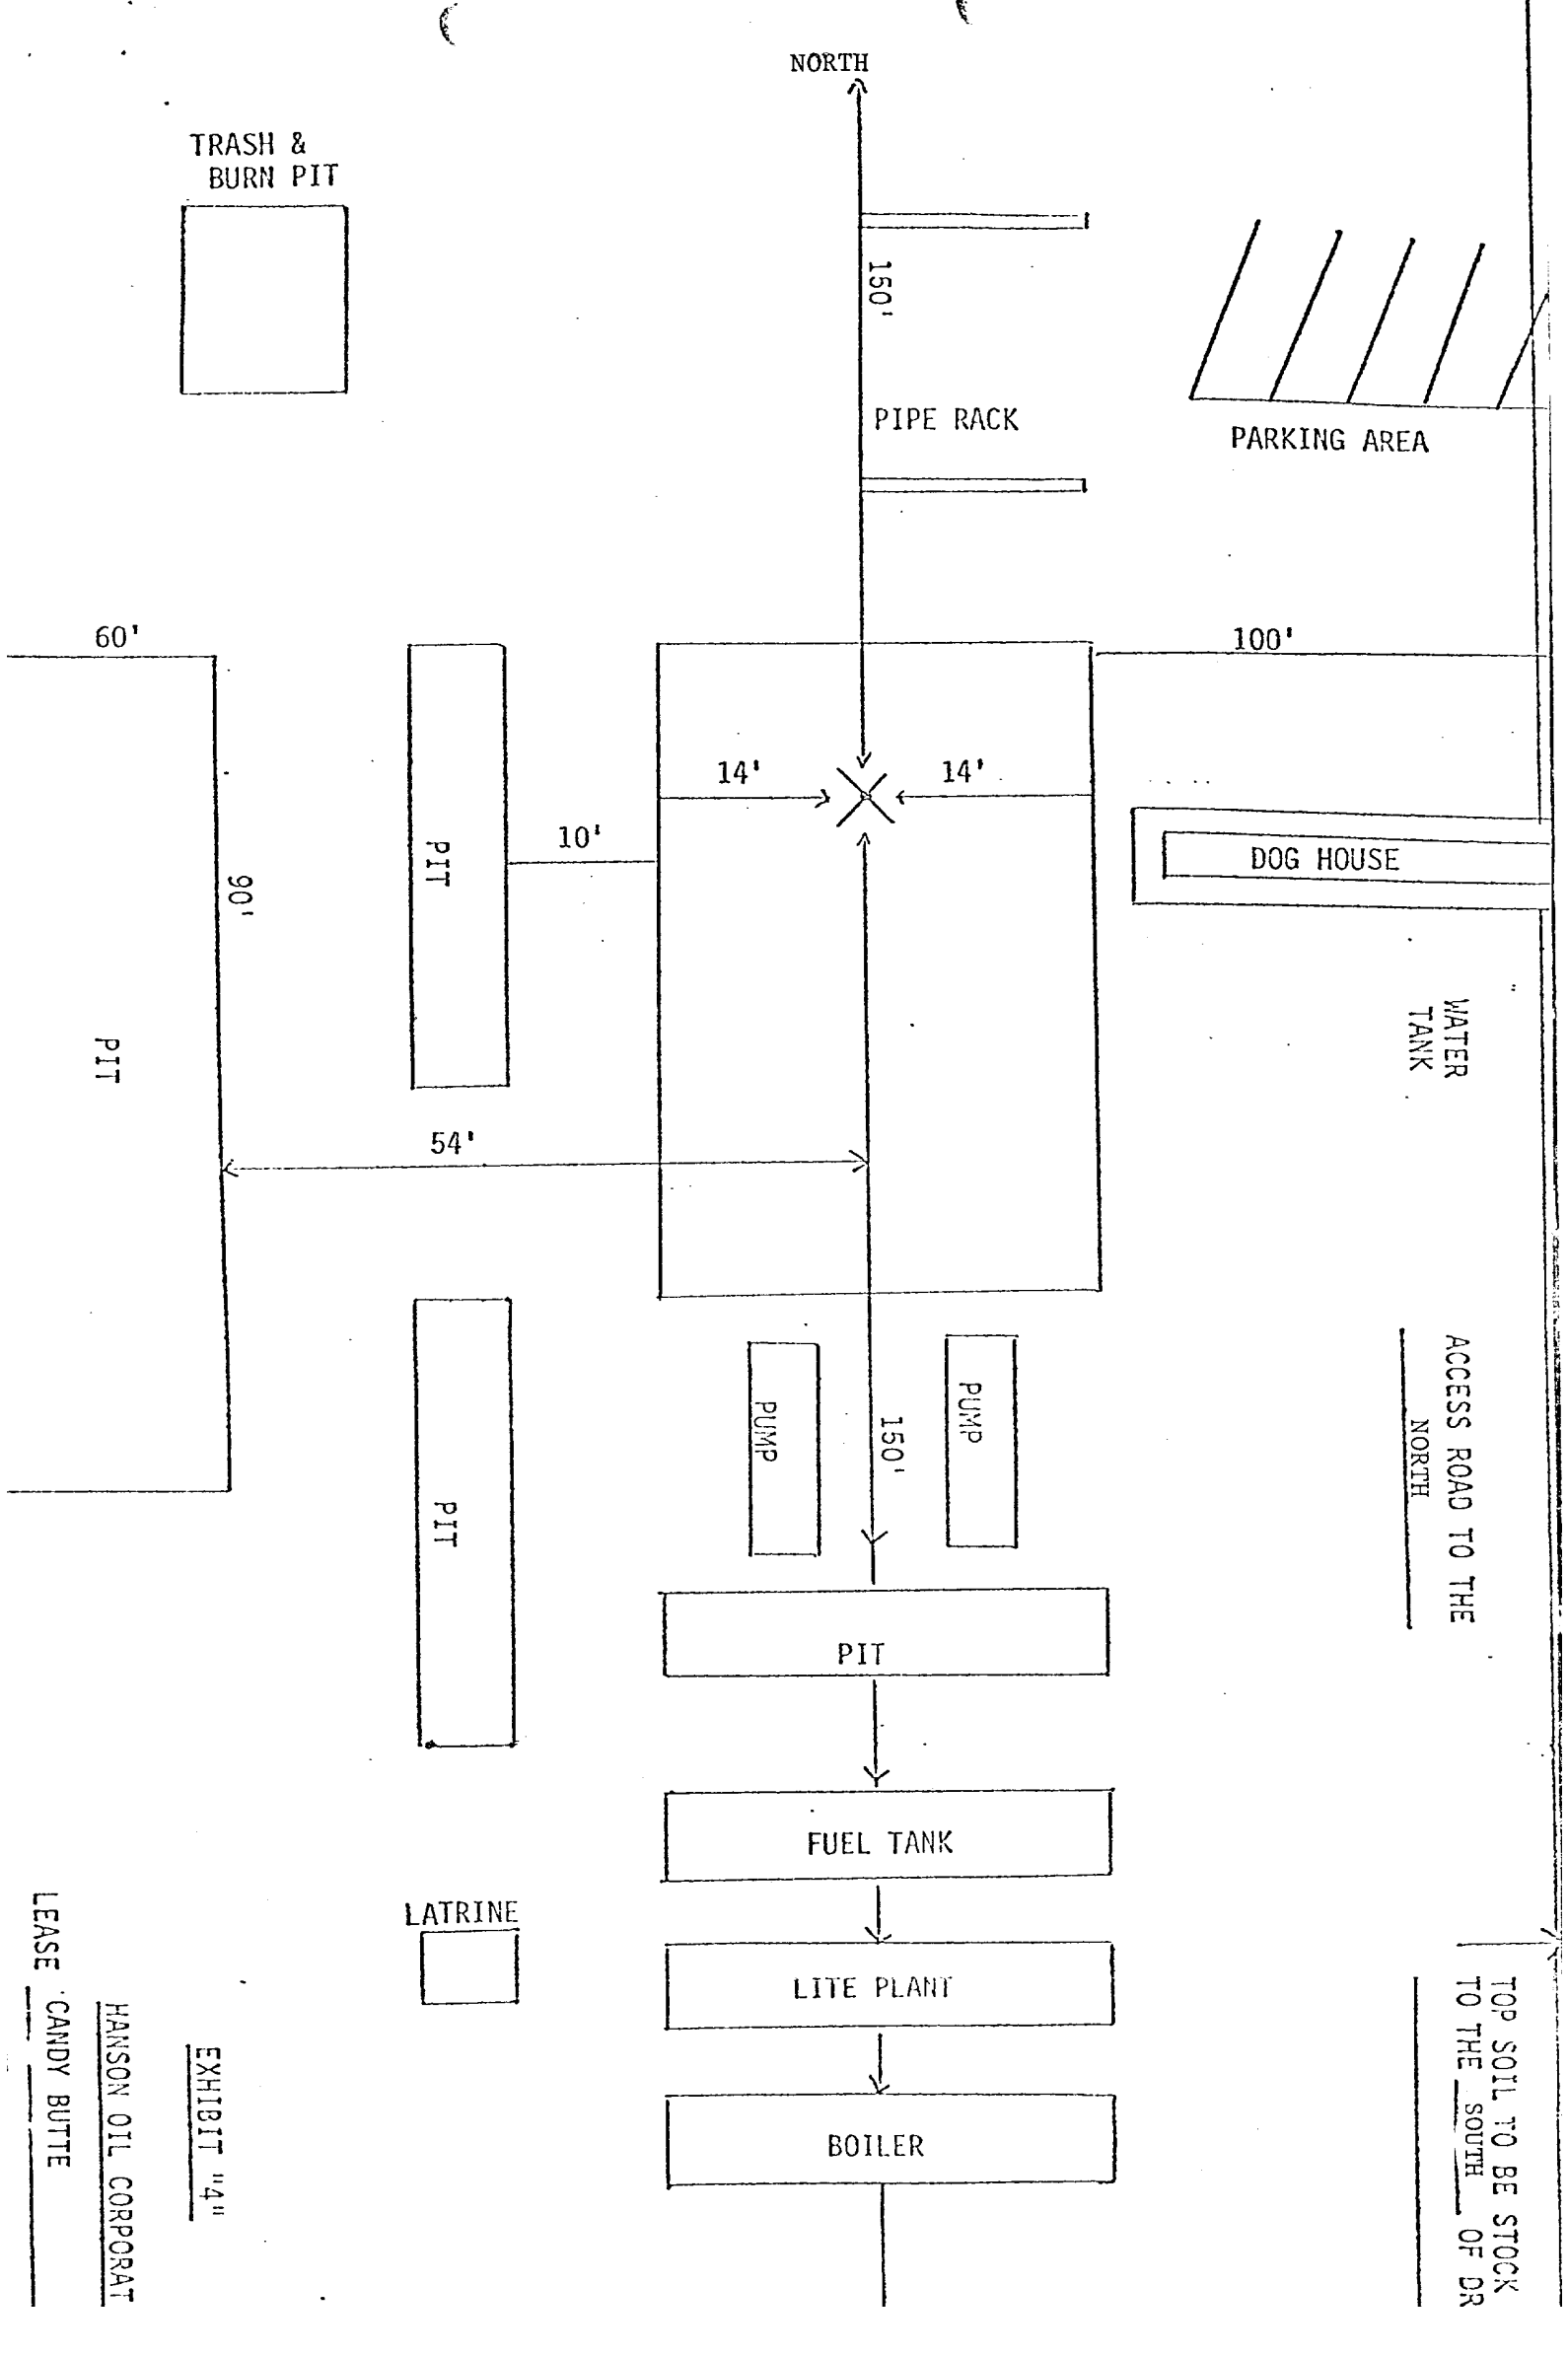 NORTH
TRASH &
BURN PIT
150'
PIPE RACK
PARKING AREA
60'
100'
14'
14'
10'
PIT
DOG HOUSE
90'
WATER
TANK
PIT
54'
ACCESS ROAD TO THE
NORTH
PUMP
PUMP
150'
PIT
PIT
FUEL TANK
LATRINE
LITE PLANT
BOILER
TOP SOIL TO BE STOCK
TO THE SOUTH OF DR
EXHIBIT "4"
HANSON OIL CORPORAT
LEASE CANDY BUTTE